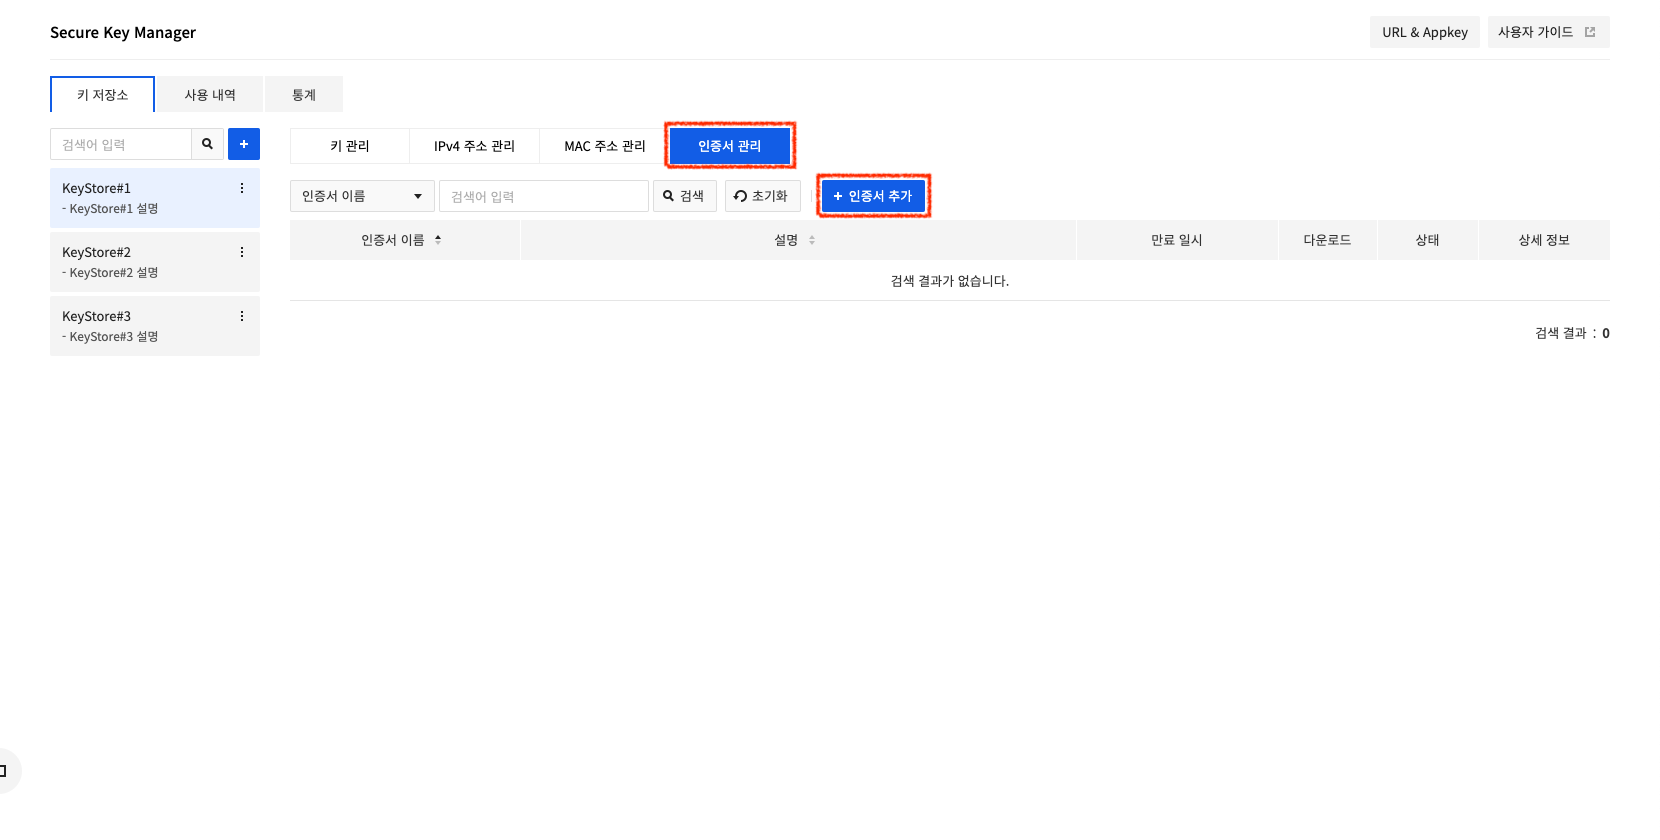 Secure Key Manager
URL & Appkey
사용자 가이드
키 저장소
사용 내역
통계
검색어 입력
+
키 관리
IPv4 주소 관리
MAC 주소 관리
인증서 관리
KeyStore#1
- KeyStore#1 설명
KeyStore#2
- KeyStore#2 설명
KeyStore#3
- KeyStore#3 설명
인증서 이름
검색어 입력
검색
초기화
+ 인증서 추가
인증서 이름
설명
만료 일시
다운로드
상태
상세 정보
검색 결과가 없습니다.
검색 결과 : 0